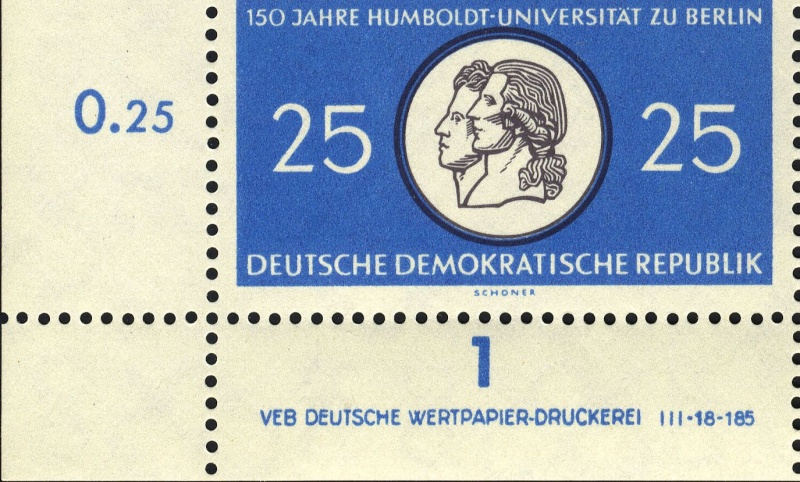 150 JAHRE HUMBOLDT-UNIVERSITÄT ZU BERLIN
0.25
25 25
DEUTSCHE DEMOKRATISCHE REPUBLIK
SCHÖNER
1
VEB DEUTSCHE WERTPAPIER-DRUCKEREI III-18-185